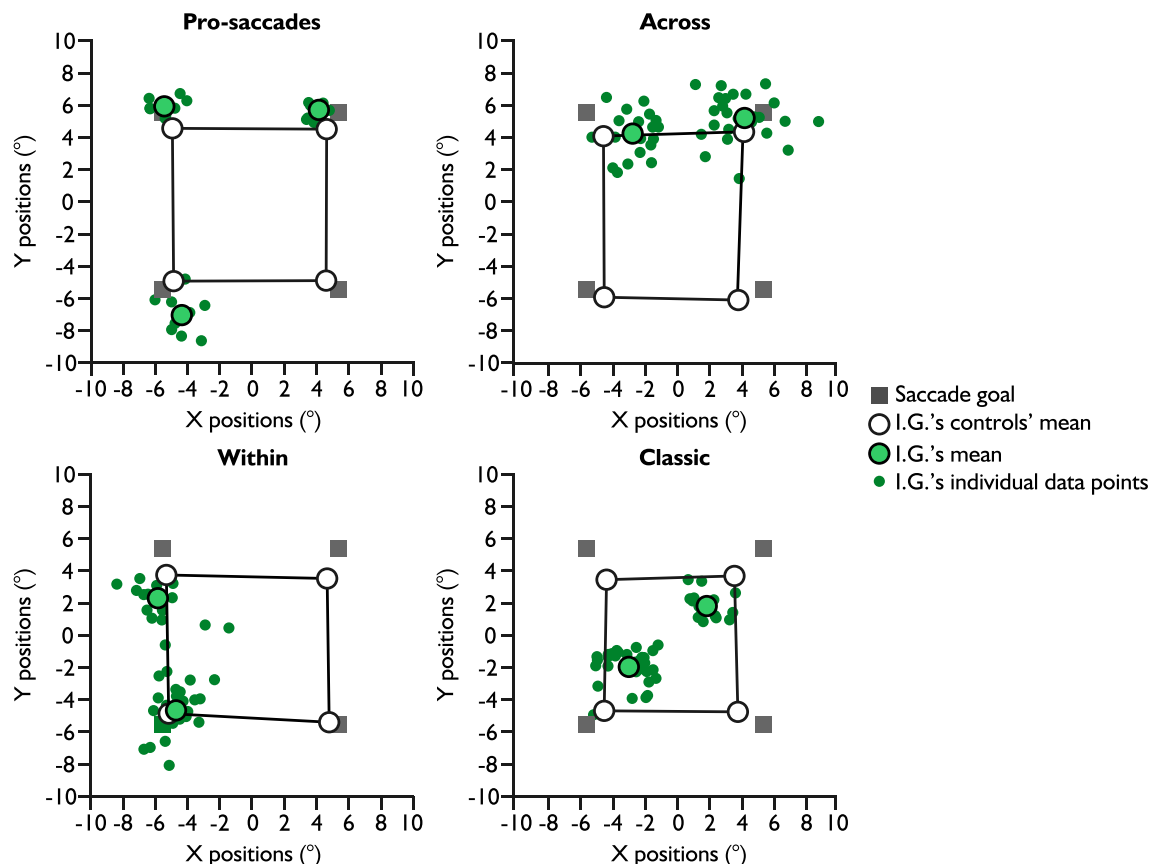 Pro-saccades
10
8
6
4
2
0
-2
-4
-6
-8
-10
Y positions (°)
-10 -8 -6 -4 -2 0 2 4 6 8 10
X positions (°)
Across
10
8
6
4
2
0
-2
-4
-6
-8
-10
Y positions (°)
-10 -8 -6 -4 -2 0 2 4 6 8 10
X positions (°)
Saccade goal
I.G.'s controls' mean
I.G.'s mean
I.G.'s individual data points
Within
10
8
6
4
2
0
-2
-4
-6
-8
-10
Y positions (°)
-10 -8 -6 -4 -2 0 2 4 6 8 10
X positions (°)
Classic
10
8
6
4
2
0
-2
-4
-6
-8
-10
Y positions (°)
-10 -8 -6 -4 -2 0 2 4 6 8 10
X positions (°)